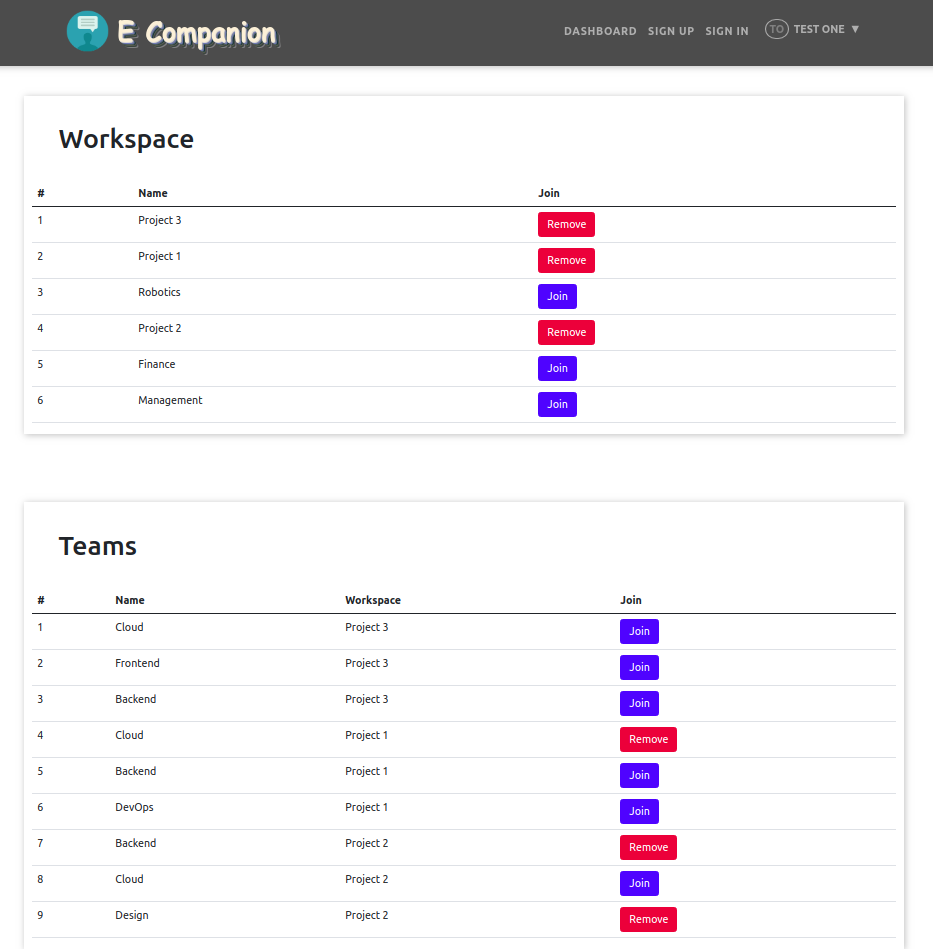 E Companion
DASHBOARD SIGN UP SIGN IN TO TEST ONE ▼
Workspace
# Name Join
1 Project 3 Remove
2 Project 1 Remove
3 Robotics Join
4 Project 2 Remove
5 Finance Join
6 Management Join
Teams
# Name Workspace Join
1 Cloud Project 3 Join
2 Frontend Project 3 Join
3 Backend Project 3 Join
4 Cloud Project 1 Remove
5 Backend Project 1 Join
6 DevOps Project 1 Join
7 Backend Project 2 Remove
8 Cloud Project 2 Join
9 Design Project 2 Remove